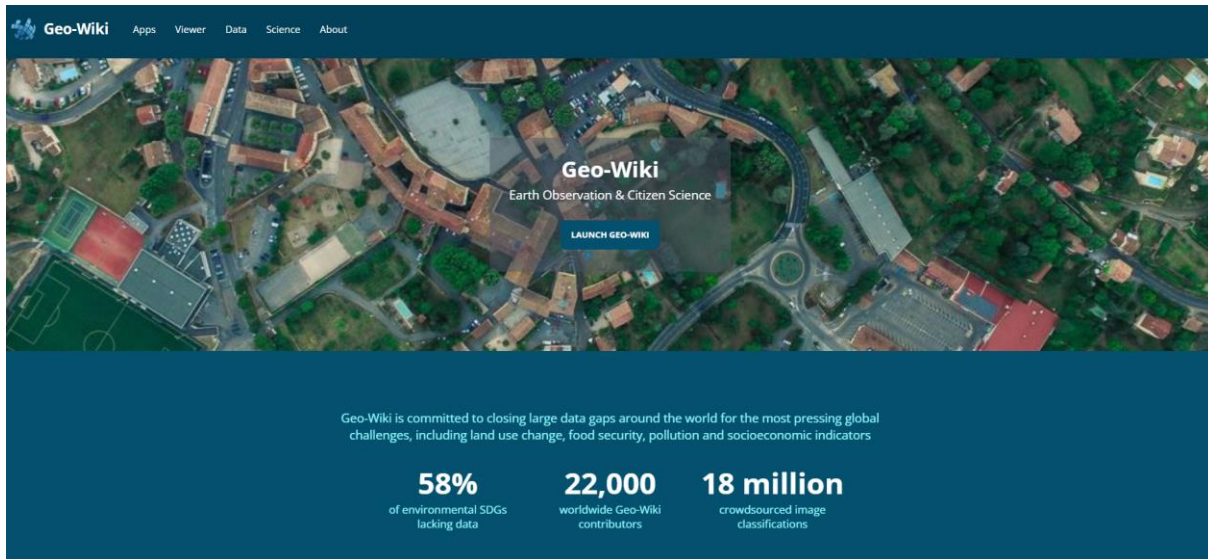 Geo-Wiki Apps Viewer Data Science About
Geo-Wiki
Earth Observation & Citizen Science
LAUNCH GEO-WIKI
Geo-Wiki is committed to closing large data gaps around the world for the most pressing global
challenges, including land use change, food security, pollution and socioeconomic indicators
58%
of environmental SDGs
lacking data
22,000
worldwide Geo-Wiki
contributors
18 million
crowdsourced image
classifications